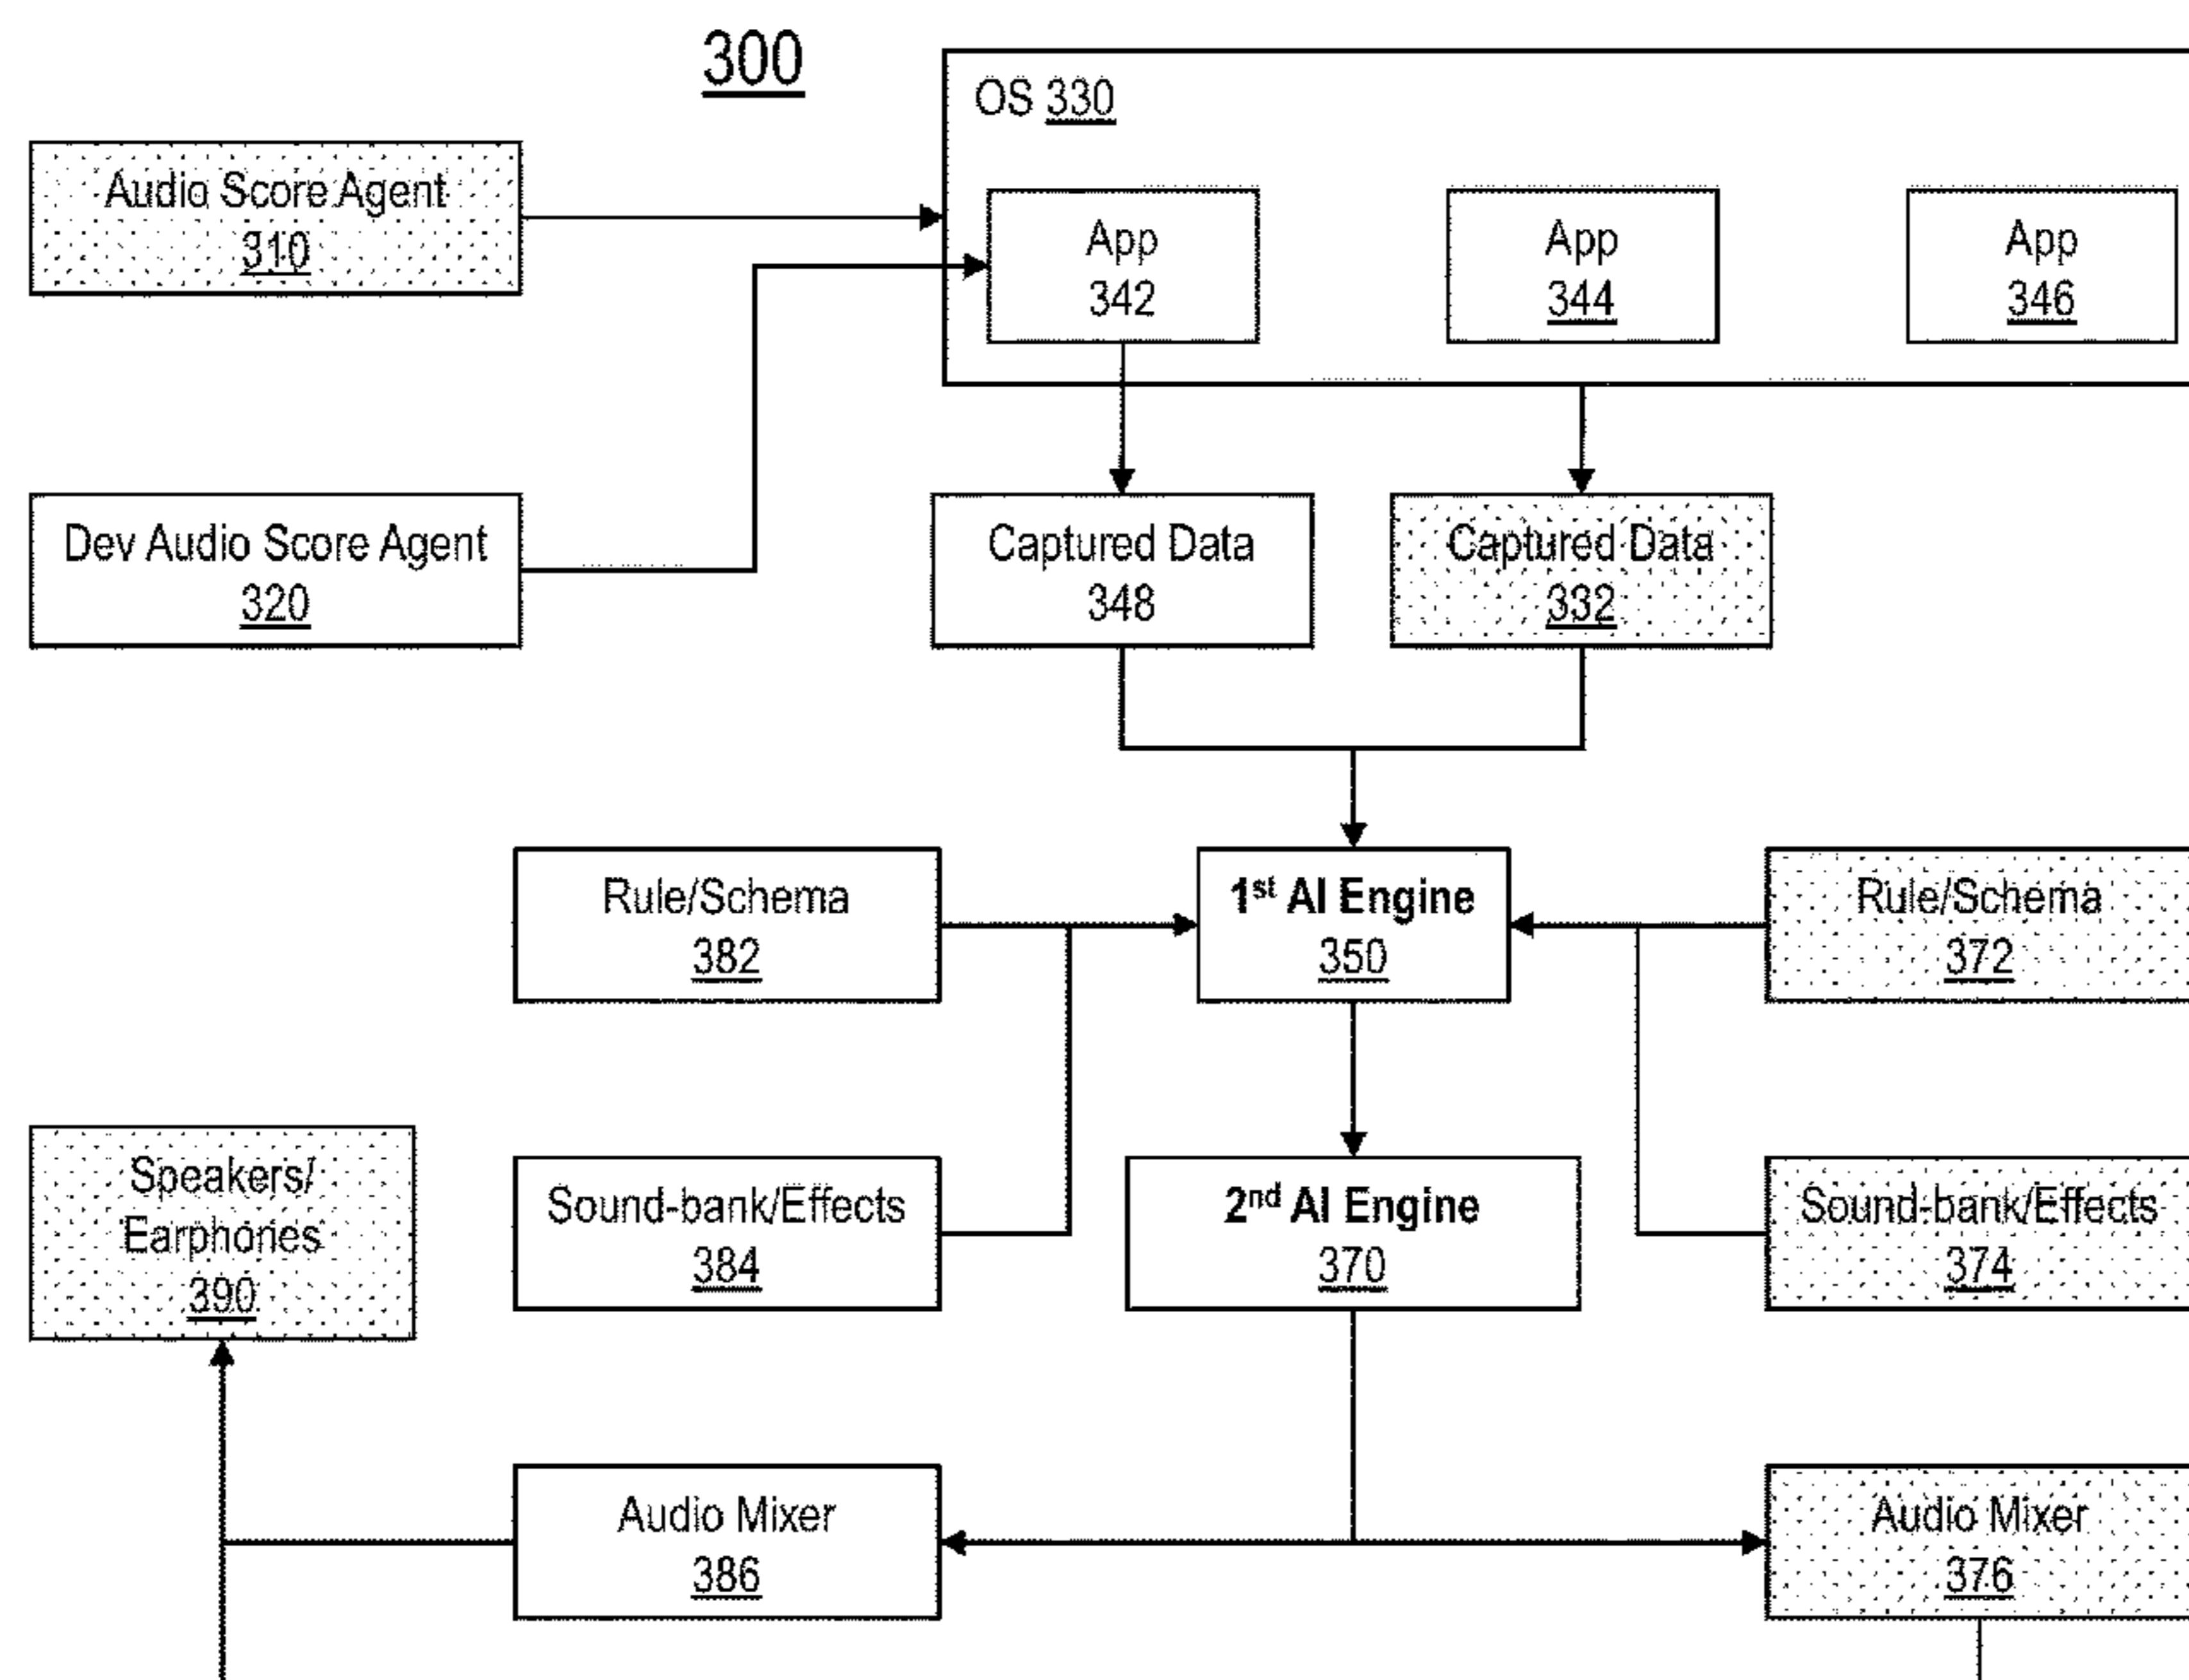 300
OS 330
Audio Score Agent
310
App
342
App
344
App
346
Dev Audio Score Agent
320
Captured Data
348
Captured Data
332
Rule/Schema
382
1st AI Engine
350
Rule/Schema
372
Speakers/
Earphones
390
Sound-bank/Effects
384
2nd AI Engine
370
Sound-bank/Effects
374
Audio Mixer
386
Audio Mixer
376